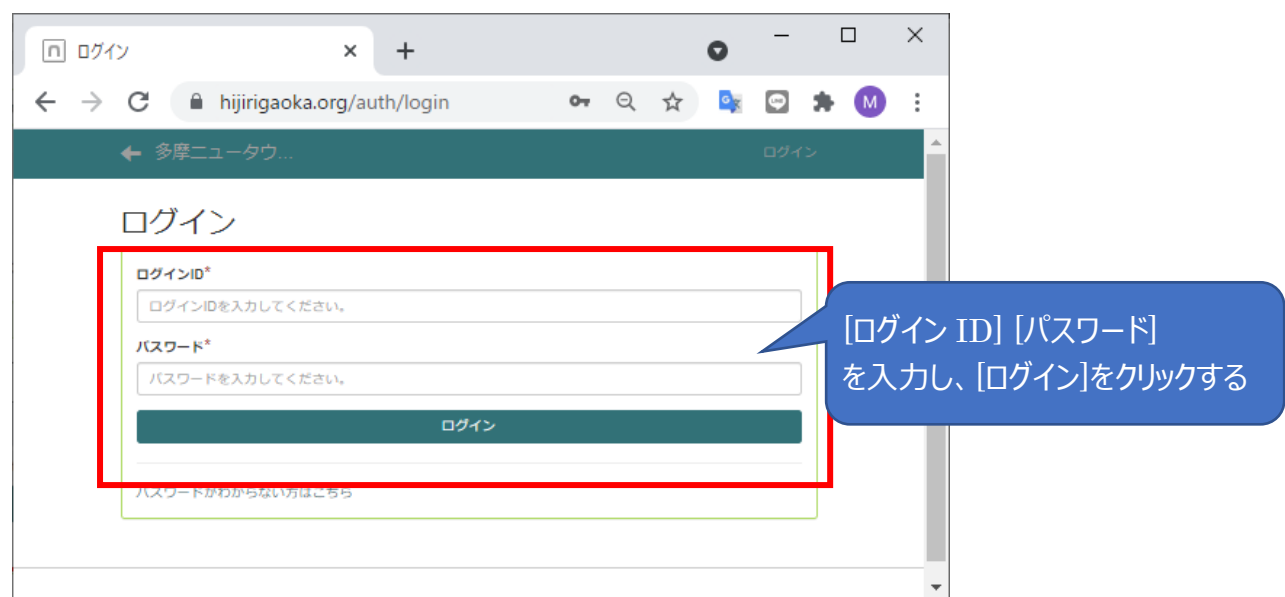 ログイン
hijirigaoka.org/auth/login
M
多摩ニュータウ...
ログイン
ログイン
ログインID*
ログインIDを入力してください。
パスワード*
パスワードを入力してください。
ログイン
パスワードがわからない方はこちら
[ログイン ID] [パスワード]
を入力し、[ログイン]をクリックする